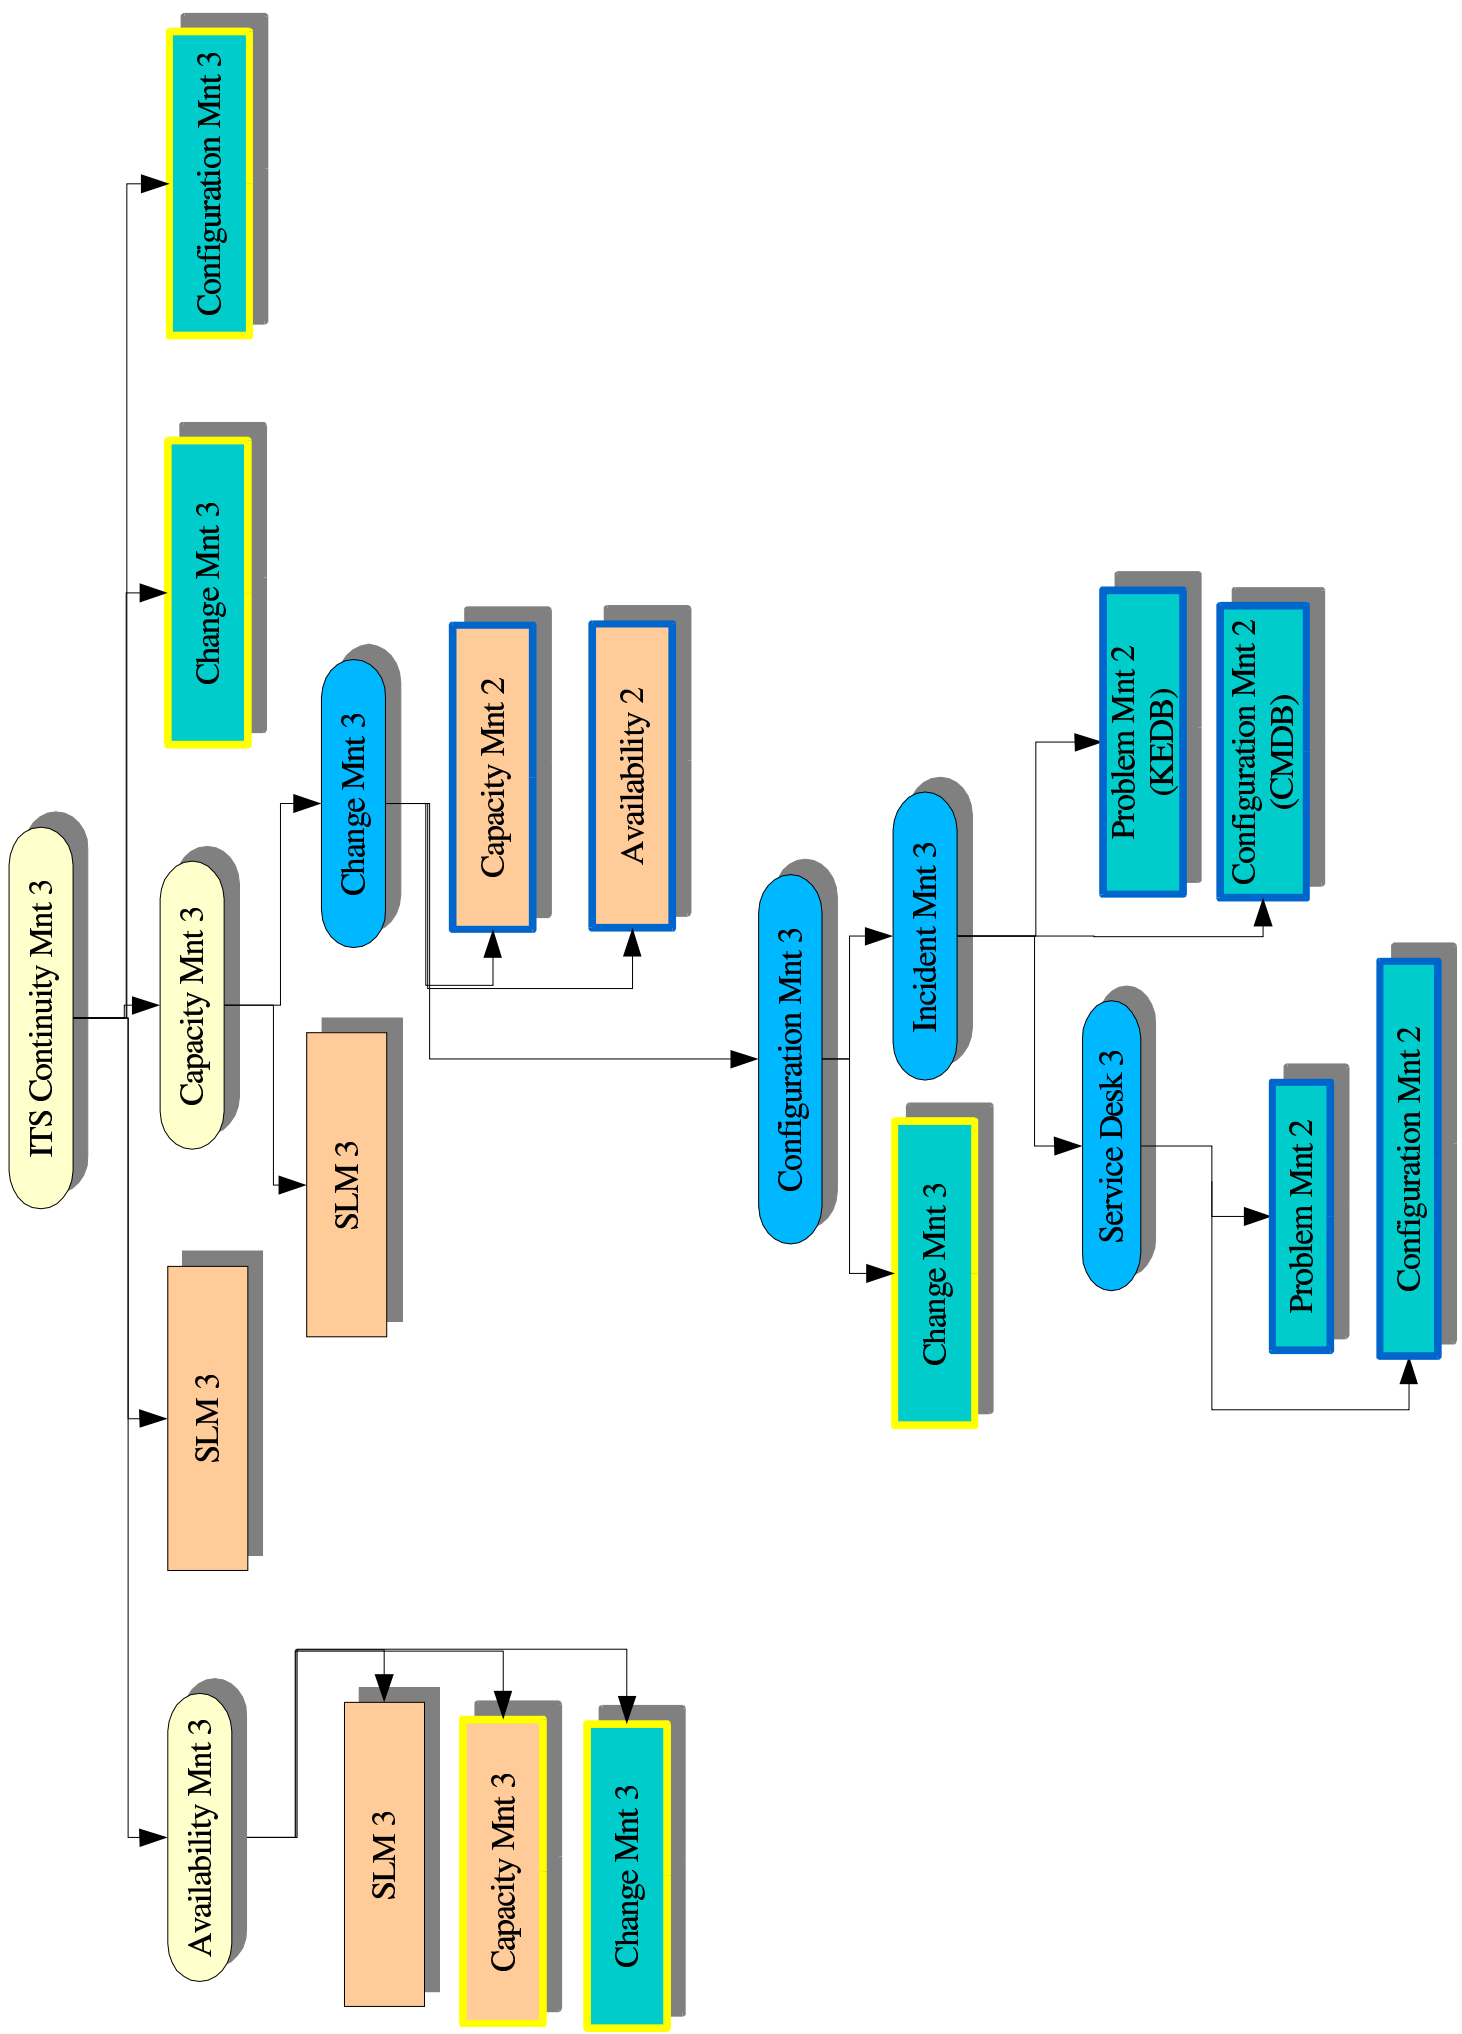 ITS Continuity Mnt 3
Availability Mnt 3
SLM 3
Capacity Mnt 3
Change Mnt 3
Configuration Mnt 3
SLM 3
Change Mnt 3
SLM 3
Capacity Mnt 3
Change Mnt 3
Capacity Mnt 2
Availability 2
Configuration Mnt 3
Change Mnt 3
Incident Mnt 3
Service Desk 3
Problem Mnt 2
(KEDB)
Configuration Mnt 2
(CMDB)
Problem Mnt 2
Configuration Mnt 2